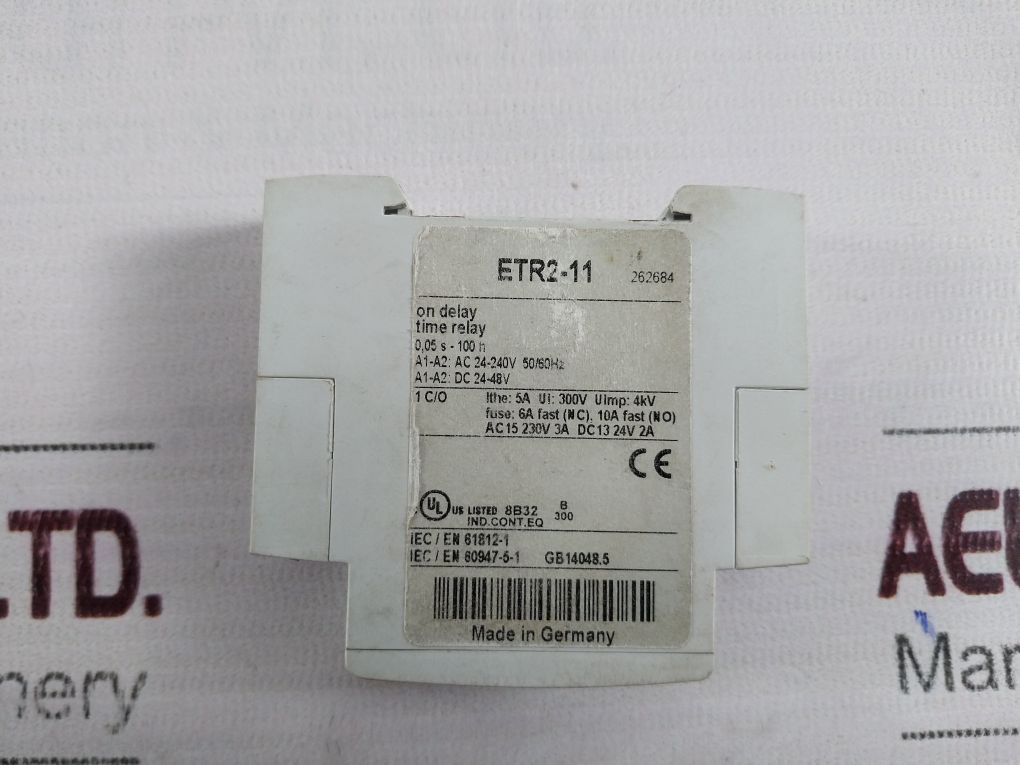 ETR2-11 262684
on delay
time relay
0,05 s - 100 h
A1-A2: AC 24-240V 50/60Hz
A1-A2: DC 24-48V
1 C/O Ithe: 5A Ui: 300V Uimp: 4kV
fuse: 6A fast (NC), 10A fast (NO)
AC15 230V 3A DC13 24V 2A
CE
UL US LISTED 8B32 B
300
IND.CONT.EQ
IEC / EN 61812-1
IEC / EN 60947-5-1 GB14048.5
Made in Germany
LTD.
nery
AEU
Mar